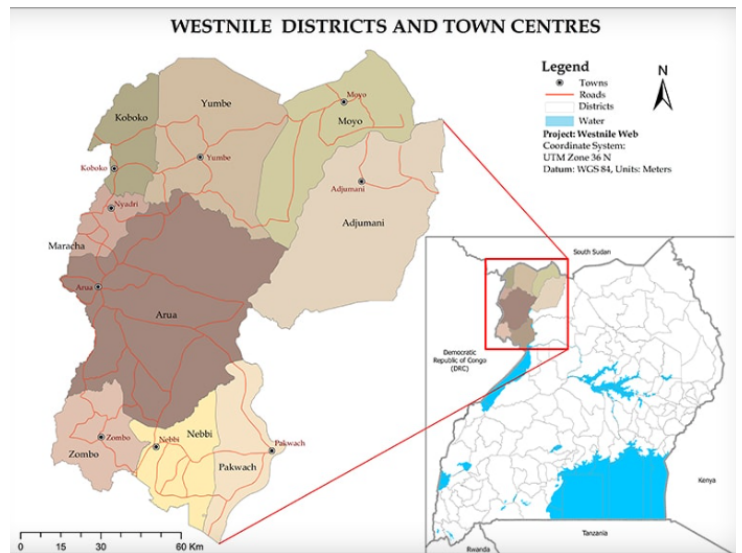 WESTNILE DISTRICTS AND TOWN CENTRES
Legend
Towns
Roads
Districts
Water
Project: Westnile Web
Coordinate System:
UTM Zone 36 N
Datum: WGS 84, Units: Meters
N
Koboko
Yumbe
Moyo
Moyo
Koboko
Yumbe
Adjumani
Adjumani
Nyadri
Maracha
Arua
Arua
Zombo
Zombo
Nebbi
Nebbi
Pakwach
Pakwach
0 15 30 60 Km
South Sudan
Democratic
Republic of Congo
(DRC)
Kenya
Tanzania
Rwanda